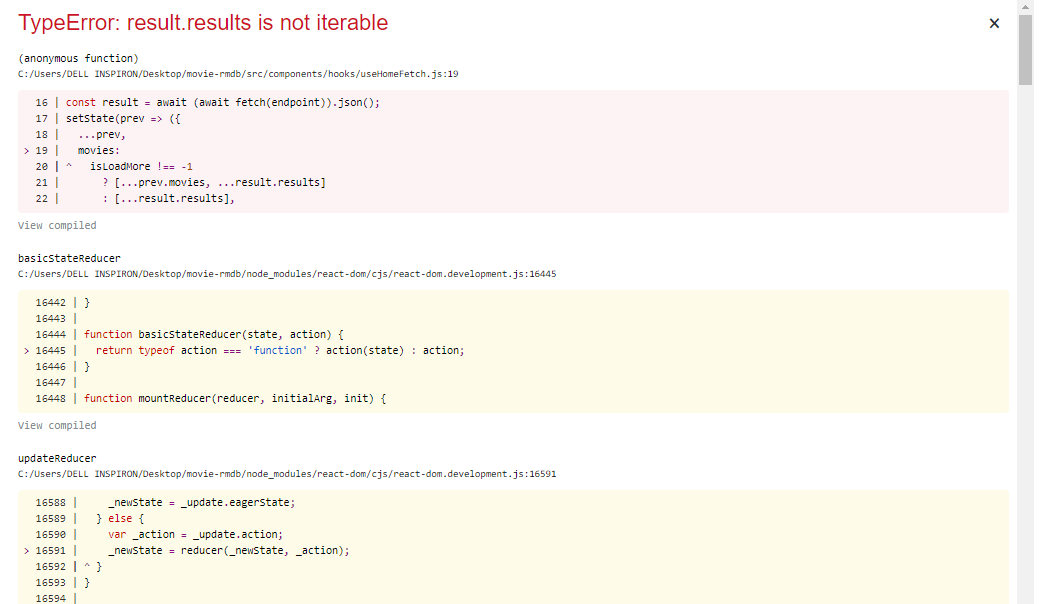 TypeError: result.results is not iterable
×
(anonymous function)
C:/Users/DELL INSPIRON/Desktop/movie-rmdb/src/components/hooks/useHomeFetch.js:19
16 | const result = await (await fetch(endpoint)).json();
17 | setState(prev => ({
18 |   ...prev,
> 19 |   movies:
20 | ^   isLoadMore !== -1
21 |       ? [...prev.movies, ...result.results]
22 |       : [...result.results],
View compiled
basicStateReducer
C:/Users/DELL INSPIRON/Desktop/movie-rmdb/node_modules/react-dom/cjs/react-dom.development.js:16445
16442 | }
16443 |
16444 | function basicStateReducer(state, action) {
> 16445 |   return typeof action === 'function' ? action(state) : action;
16446 | }
16447 |
16448 | function mountReducer(reducer, initialArg, init) {
View compiled
updateReducer
C:/Users/DELL INSPIRON/Desktop/movie-rmdb/node_modules/react-dom/cjs/react-dom.development.js:16591
16588 |     _newState = _update.eagerState;
16589 |   } else {
16590 |     var _action = _update.action;
> 16591 |     _newState = reducer(_newState, _action);
16592 | ^ }
16593 | }
16594 |